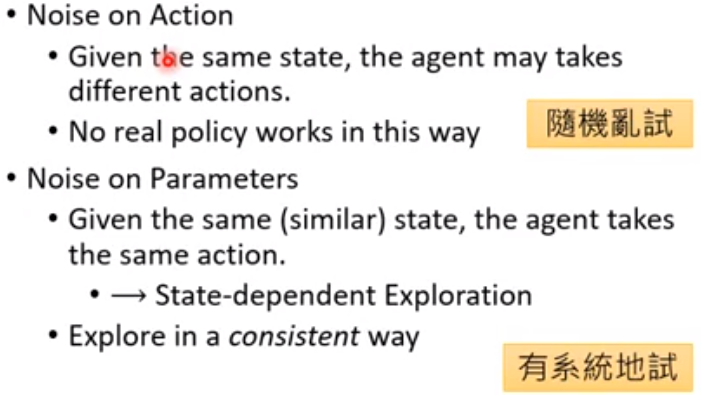 • Noise on Action
• Given the same state, the agent may takes
different actions.
• No real policy works in this way
隨機亂試
• Noise on Parameters
• Given the same (similar) state, the agent takes
the same action.
• → State-dependent Exploration
• Explore in a consistent way
有系統地試